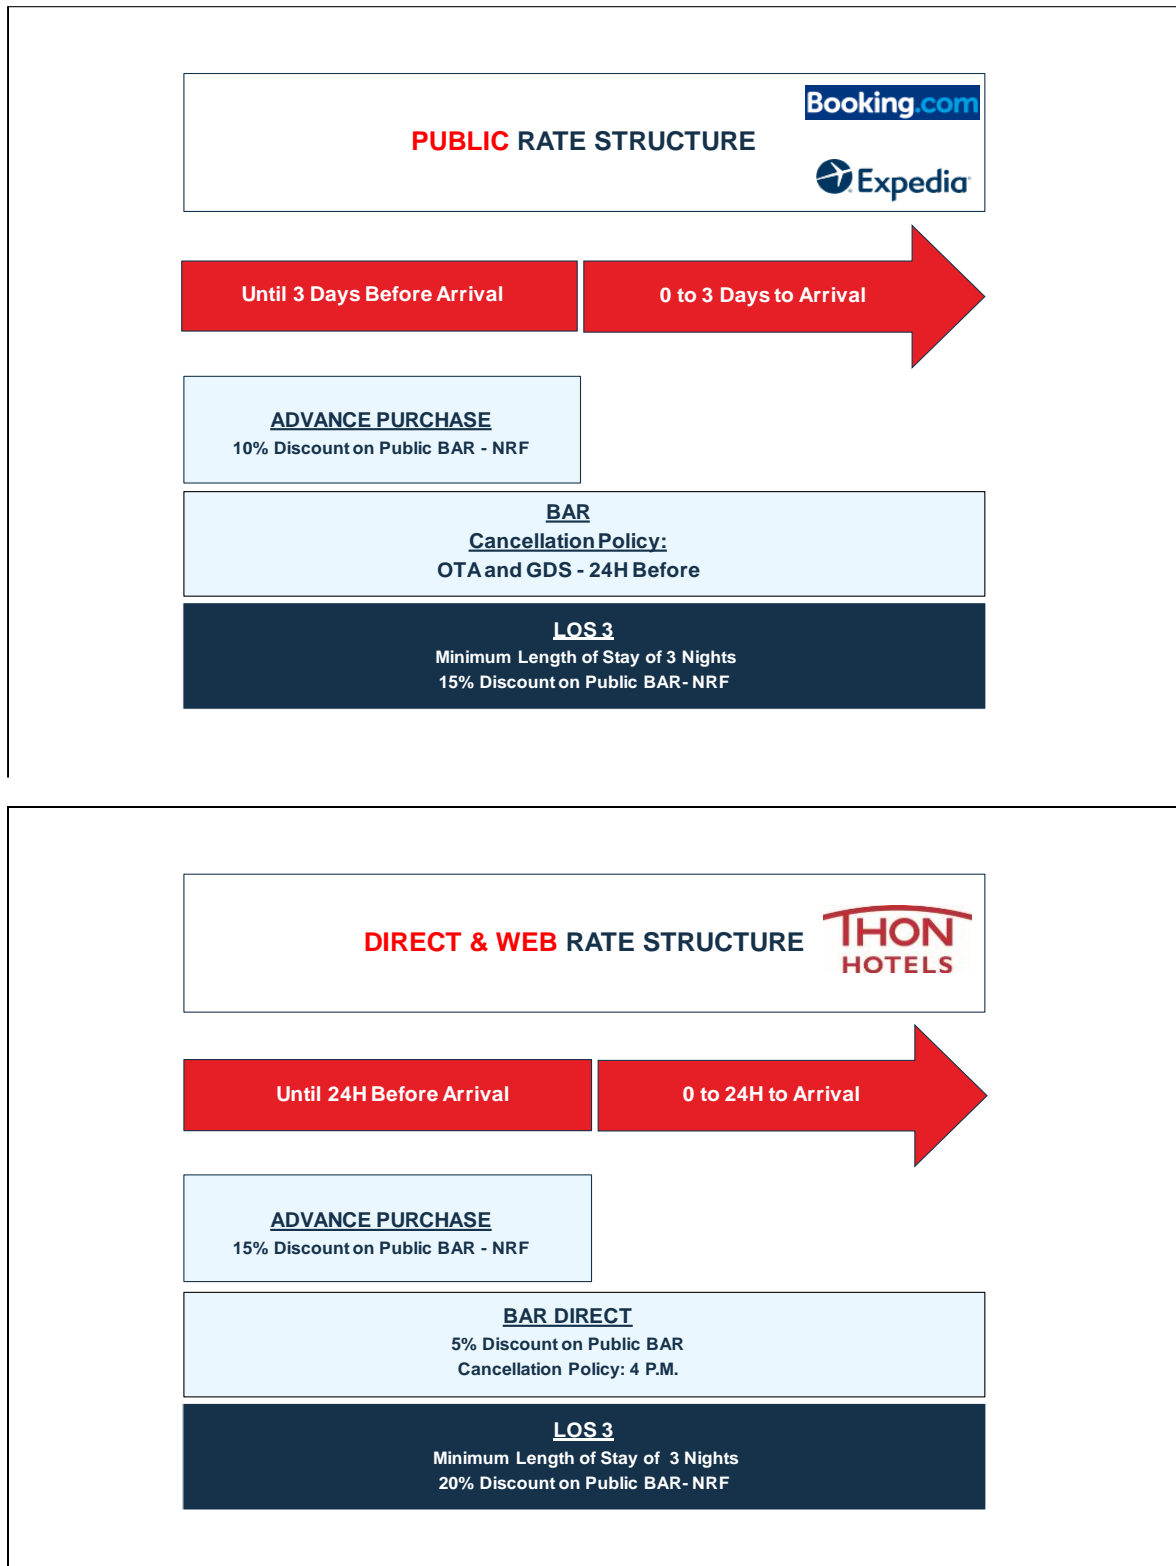 Booking.com
PUBLIC RATE STRUCTURE
Expedia
Until 3 Days Before Arrival
0 to 3 Days to Arrival
ADVANCE PURCHASE
10% Discount on Public BAR - NRF
BAR
Cancellation Policy:
OTA and GDS - 24H Before
LOS 3
Minimum Length of Stay of 3 Nights
15% Discount on Public BAR- NRF
DIRECT & WEB RATE STRUCTURE
THON
HOTELS
Until 24H Before Arrival
0 to 24H to Arrival
ADVANCE PURCHASE
15% Discount on Public BAR - NRF
BAR DIRECT
5% Discount on Public BAR
Cancellation Policy: 4 P.M.
LOS 3
Minimum Length of Stay of 3 Nights
20% Discount on Public BAR- NRF